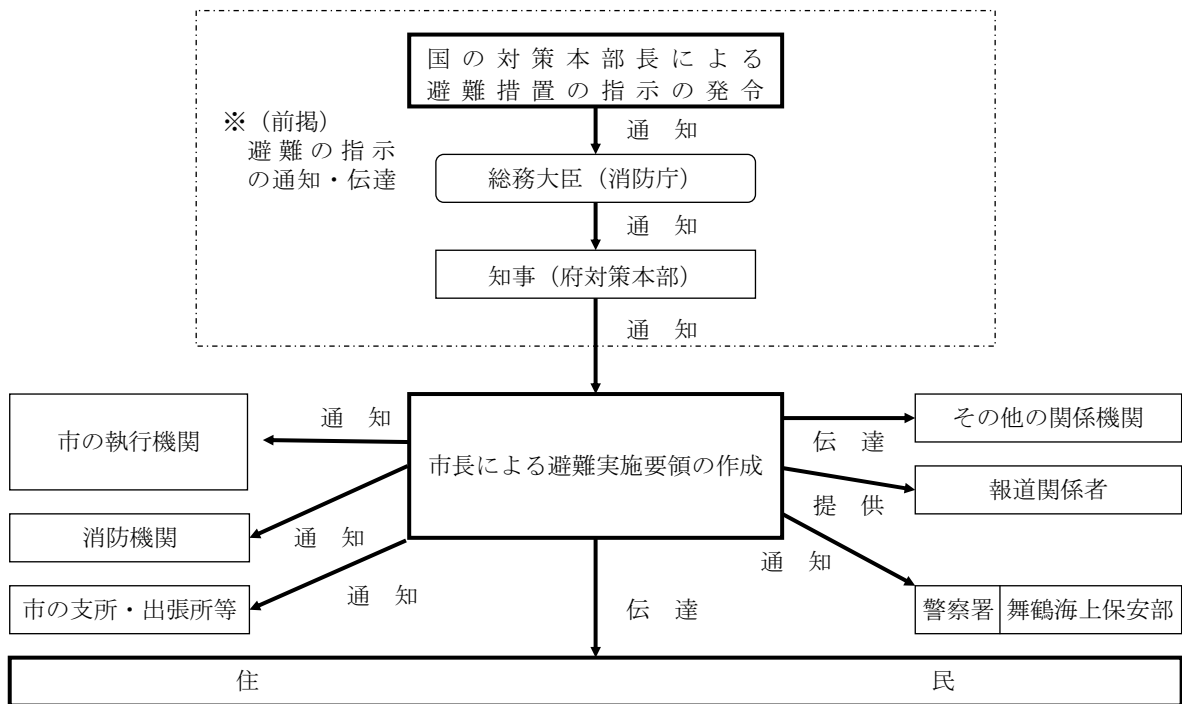 国の対策本部長による
避難措置の指示の発令
※（前掲）
避難の指示
の通知・伝達
通　知
総務大臣（消防庁）
通　知
知事（府対策本部）
通　知
市の執行機関
通　知
市長による避難実施要領の作成
その他の関係機関
伝　達
報道関係者
提　供
消防機関
通　知
通　知
市の支所・出張所等
通　知
伝　達
警察署
舞鶴海上保安部
住　民